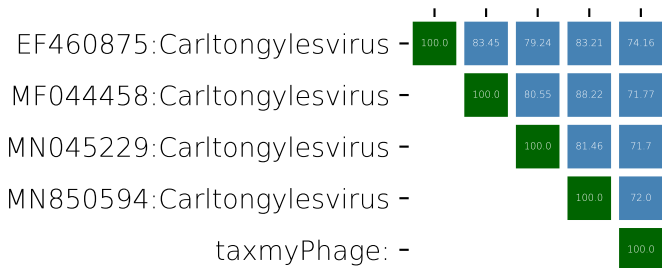 EF460875:Carltongylesvirus 100.0 83.45 79.24 83.21 74.16
MF044458:Carltongylesvirus 100.0 80.55 88.22 71.77
MN045229:Carltongylesvirus 100.0 81.46 71.7
MN850594:Carltongylesvirus 100.0 72.0
taxmyPhage: 100.0